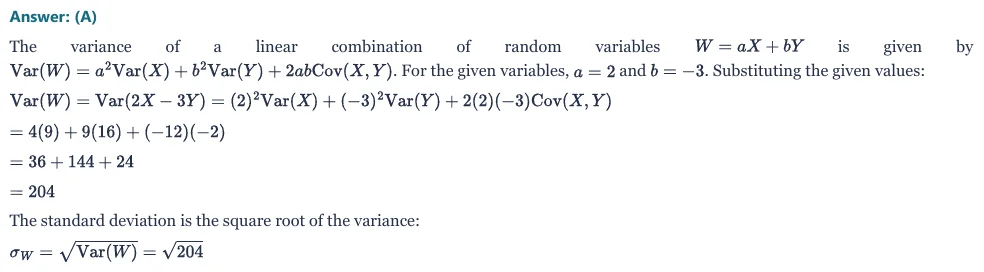 Answer: (A)
The variance of a linear combination of random variables W = aX + bY is given by
Var(W) = a²Var(X) + b²Var(Y) + 2abCov(X, Y). For the given variables, a = 2 and b = −3. Substituting the given values:
Var(W) = Var(2X − 3Y) = (2)²Var(X) + (−3)²Var(Y) + 2(2)(−3)Cov(X, Y)
= 4(9) + 9(16) + (−12)(−2)
= 36 + 144 + 24
= 204
The standard deviation is the square root of the variance:
σW = √Var(W) = √204